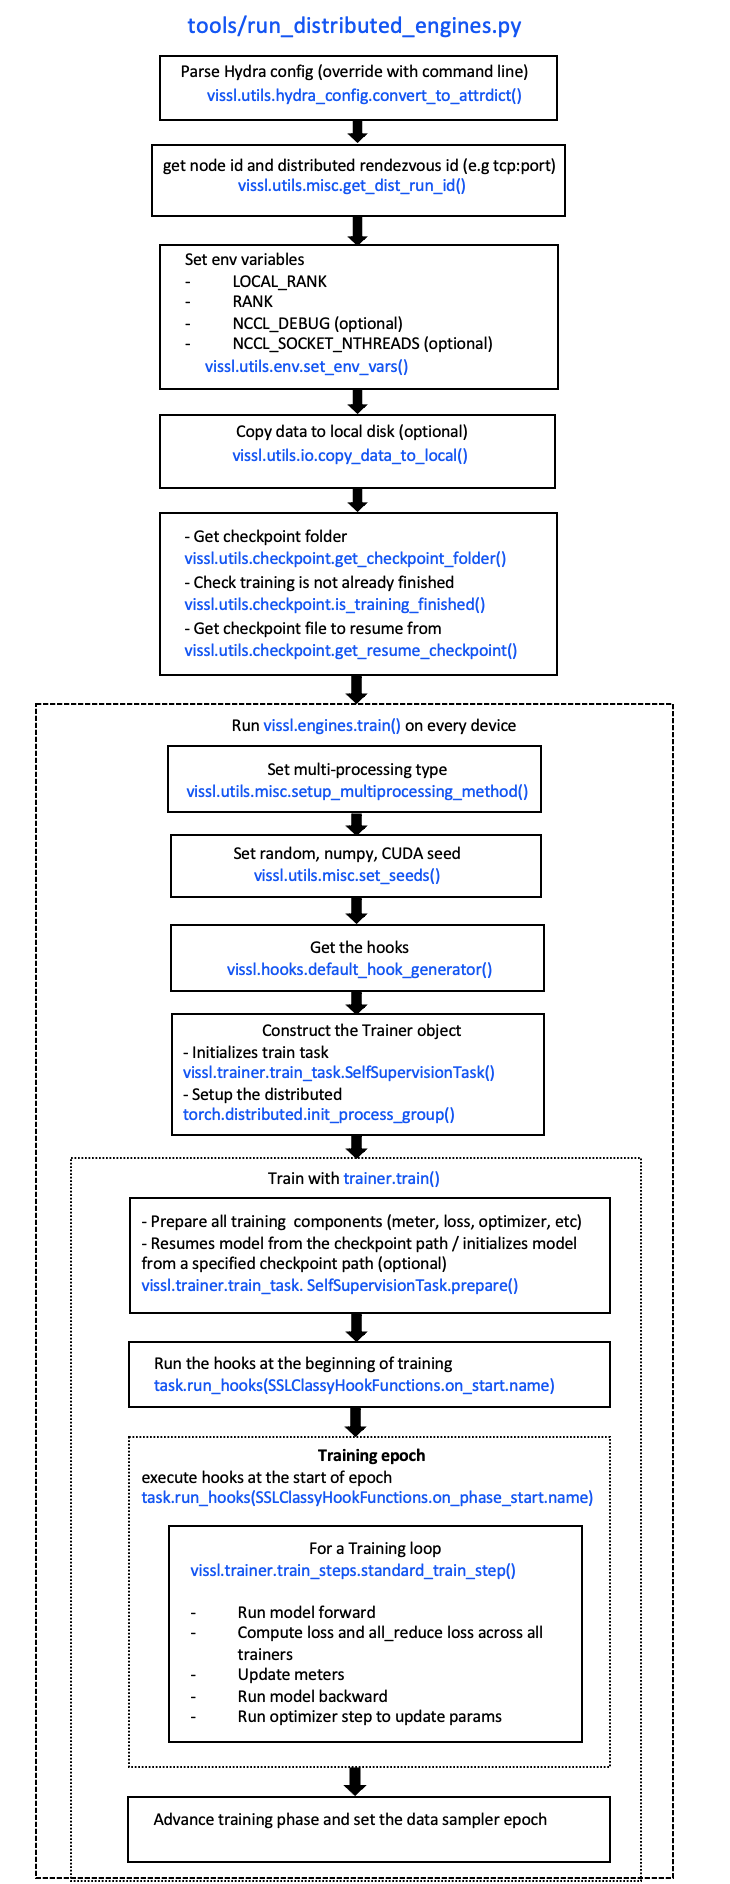 tools/run_distributed_engines.py
Parse Hydra config (override with command line)
vissl.utils.hydra_config.convert_to_attrdict()
get node id and distributed rendezvous id (e.g tcp:port)
vissl.utils.misc.get_dist_run_id()
Set env variables
- LOCAL_RANK
- RANK
- NCCL_DEBUG (optional)
- NCCL_SOCKET_NTHREADS (optional)
vissl.utils.env.set_env_vars()
Copy data to local disk (optional)
vissl.utils.io.copy_data_to_local()
- Get checkpoint folder
vissl.utils.checkpoint.get_checkpoint_folder()
- Check training is not already finished
vissl.utils.checkpoint.is_training_finished()
- Get checkpoint file to resume from
vissl.utils.checkpoint.get_resume_checkpoint()
Run vissl.engines.train() on every device
Set multi-processing type
vissl.utils.misc.setup_multiprocessing_method()
Set random, numpy, CUDA seed
vissl.utils.misc.set_seeds()
Get the hooks
vissl.hooks.default_hook_generator()
Construct the Trainer object
- Initializes train task
vissl.trainer.train_task.SelfSupervisionTask()
- Setup the distributed
torch.distributed.init_process_group()
Train with trainer.train()
- Prepare all training components (meter, loss, optimizer, etc)
- Resumes model from the checkpoint path / initializes model
from a specified checkpoint path (optional)
vissl.trainer.train_task. SelfSupervisionTask.prepare()
Run the hooks at the beginning of training
task.run_hooks(SSLClassyHookFunctions.on_start.name)
Training epoch
execute hooks at the start of epoch
task.run_hooks(SSLClassyHookFunctions.on_phase_start.name)
For a Training loop
vissl.trainer.train_steps.standard_train_step()
- Run model forward
- Compute loss and all_reduce loss across all
trainers
- Update meters
- Run model backward
- Run optimizer step to update params
Advance training phase and set the data sampler epoch